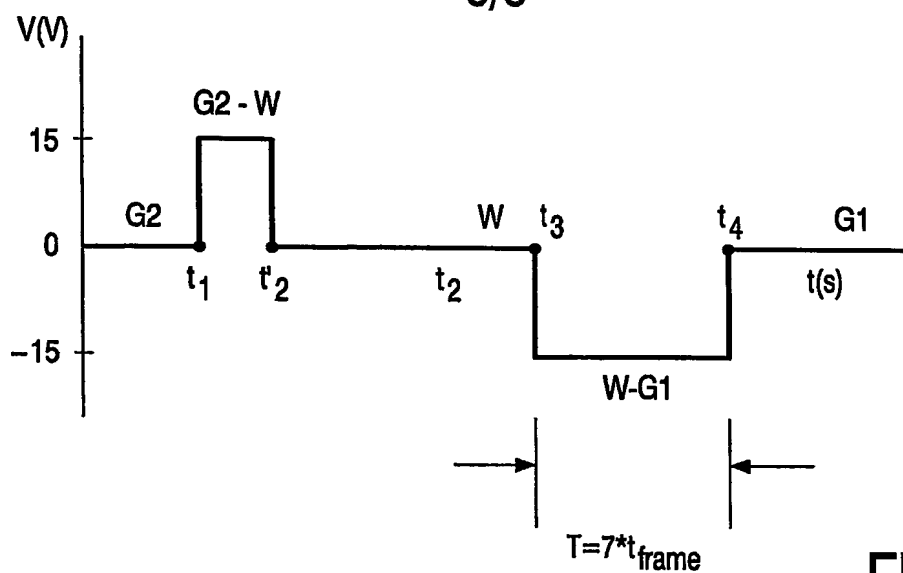 V(V)
G2 - W
15
G2
W
t3
t4
G1
0
t1
t'2
t2
t(s)
–15
W-G1
T=7*tframe